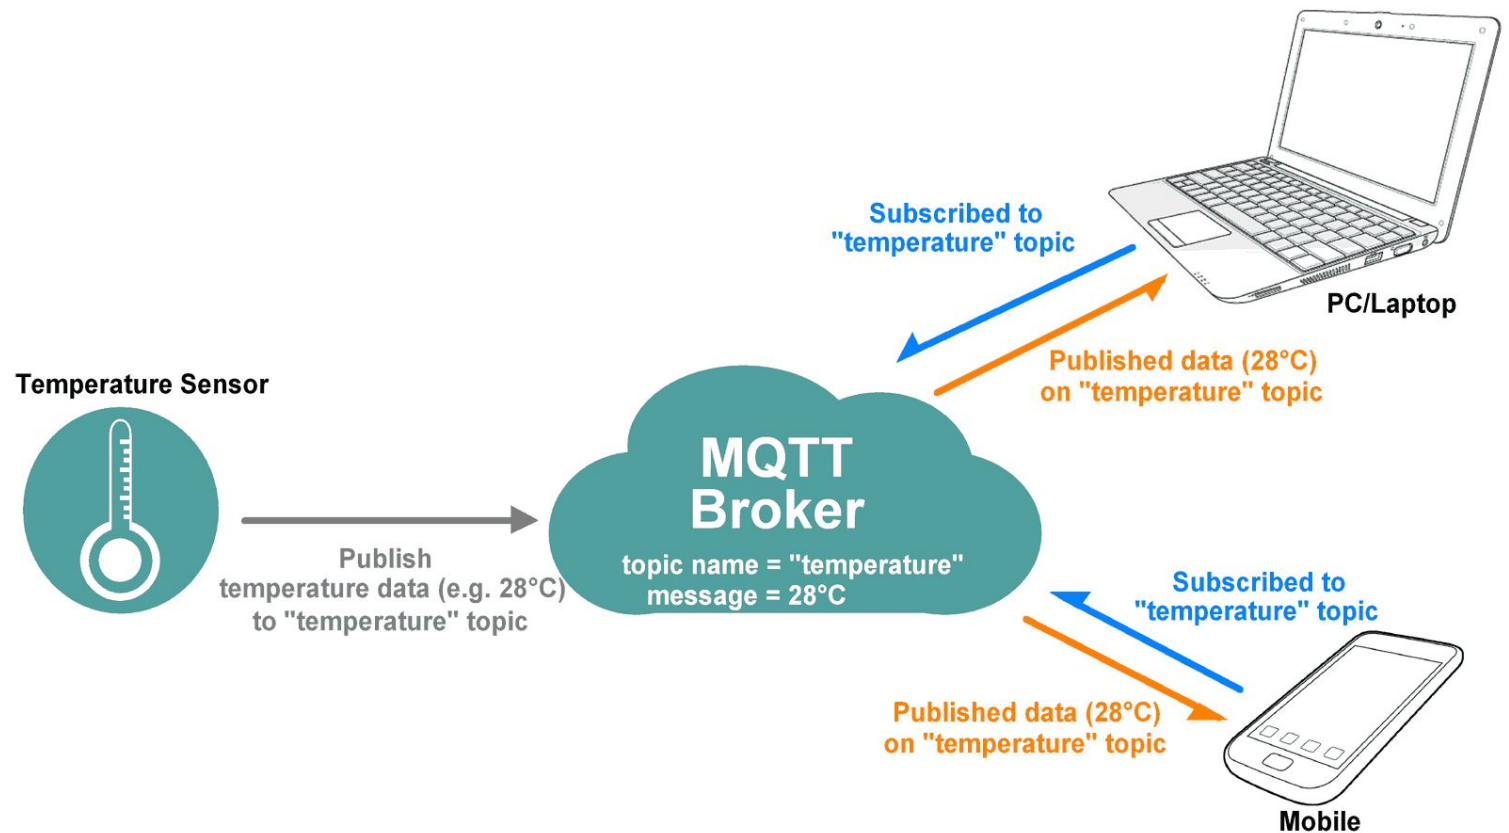 Subscribed to
"temperature" topic
PC/Laptop
Published data (28°C)
on "temperature" topic
Temperature Sensor
MQTT
Broker
topic name = "temperature"
message = 28°C
Publish
temperature data (e.g. 28°C)
to "temperature" topic
Subscribed to
"temperature" topic
Published data (28°C)
on "temperature" topic
Mobile